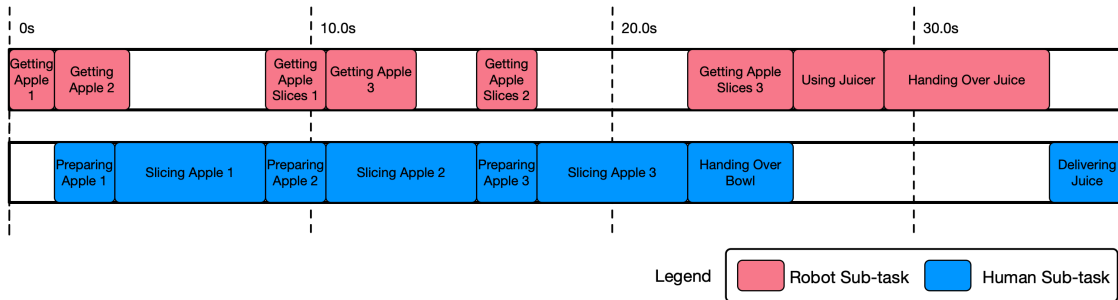 0s
10.0s
20.0s
30.0s
Getting
Apple
1
Getting
Apple 2
Getting
Apple
Slices 1
Getting Apple
3
Getting
Apple
Slices 2
Getting Apple
Slices 3
Using Juicer
Handing Over Juice
Preparing
Apple 1
Slicing Apple 1
Preparing
Apple 2
Slicing Apple 2
Preparing
Apple 3
Slicing Apple 3
Handing Over
Bowl
Delivering
Juice
Legend
Robot Sub-task
Human Sub-task